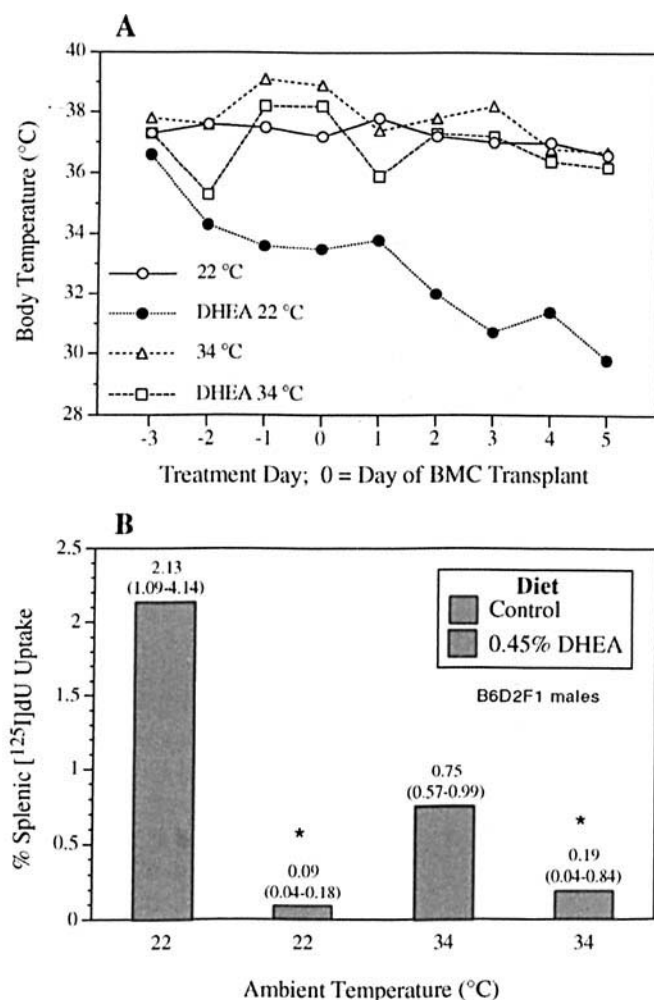 A
40
38
36
34
32
30
28
Body Temperature (°C)
22 °C
DHEA 22 °C
34 °C
DHEA 34 °C
-3 -2 -1 0 1 2 3 4 5
Treatment Day; 0 = Day of BMC Transplant
B
2.5
2
1.5
1
0.5
0
% Splenic [125I]dU Uptake
2.13
(1.09-4.14)
Diet
Control
0.45% DHEA
B6D2F1 males
*
0.09
(0.04-0.18)
0.75
(0.57-0.99)
*
0.19
(0.04-0.84)
22 22 34 34
Ambient Temperature (°C)